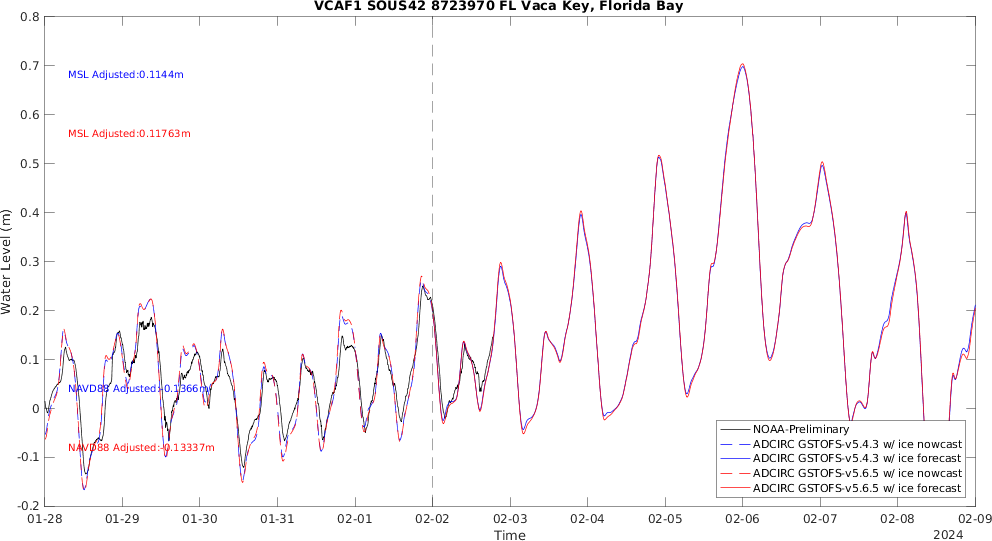 VCAF1 SOUS42 8723970 FL Vaca Key, Florida Bay
0.8
0.7
0.6
0.5
0.4
0.3
0.2
0.1
0
-0.1
-0.2
Water Level (m)
MSL Adjusted:0.1144m
MSL Adjusted:0.11763m
NAVD88 Adjusted:-0.1366m
NAVD88 Adjusted:-0.13337m
NOAA-Preliminary
ADCIRC GSTOFS-v5.4.3 w/ ice nowcast
ADCIRC GSTOFS-v5.4.3 w/ ice forecast
ADCIRC GSTOFS-v5.6.5 w/ ice nowcast
ADCIRC GSTOFS-v5.6.5 w/ ice forecast
01-28 01-29 01-30 01-31 02-01 02-02 02-03 02-04 02-05 02-06 02-07 02-08 02-09
Time
2024